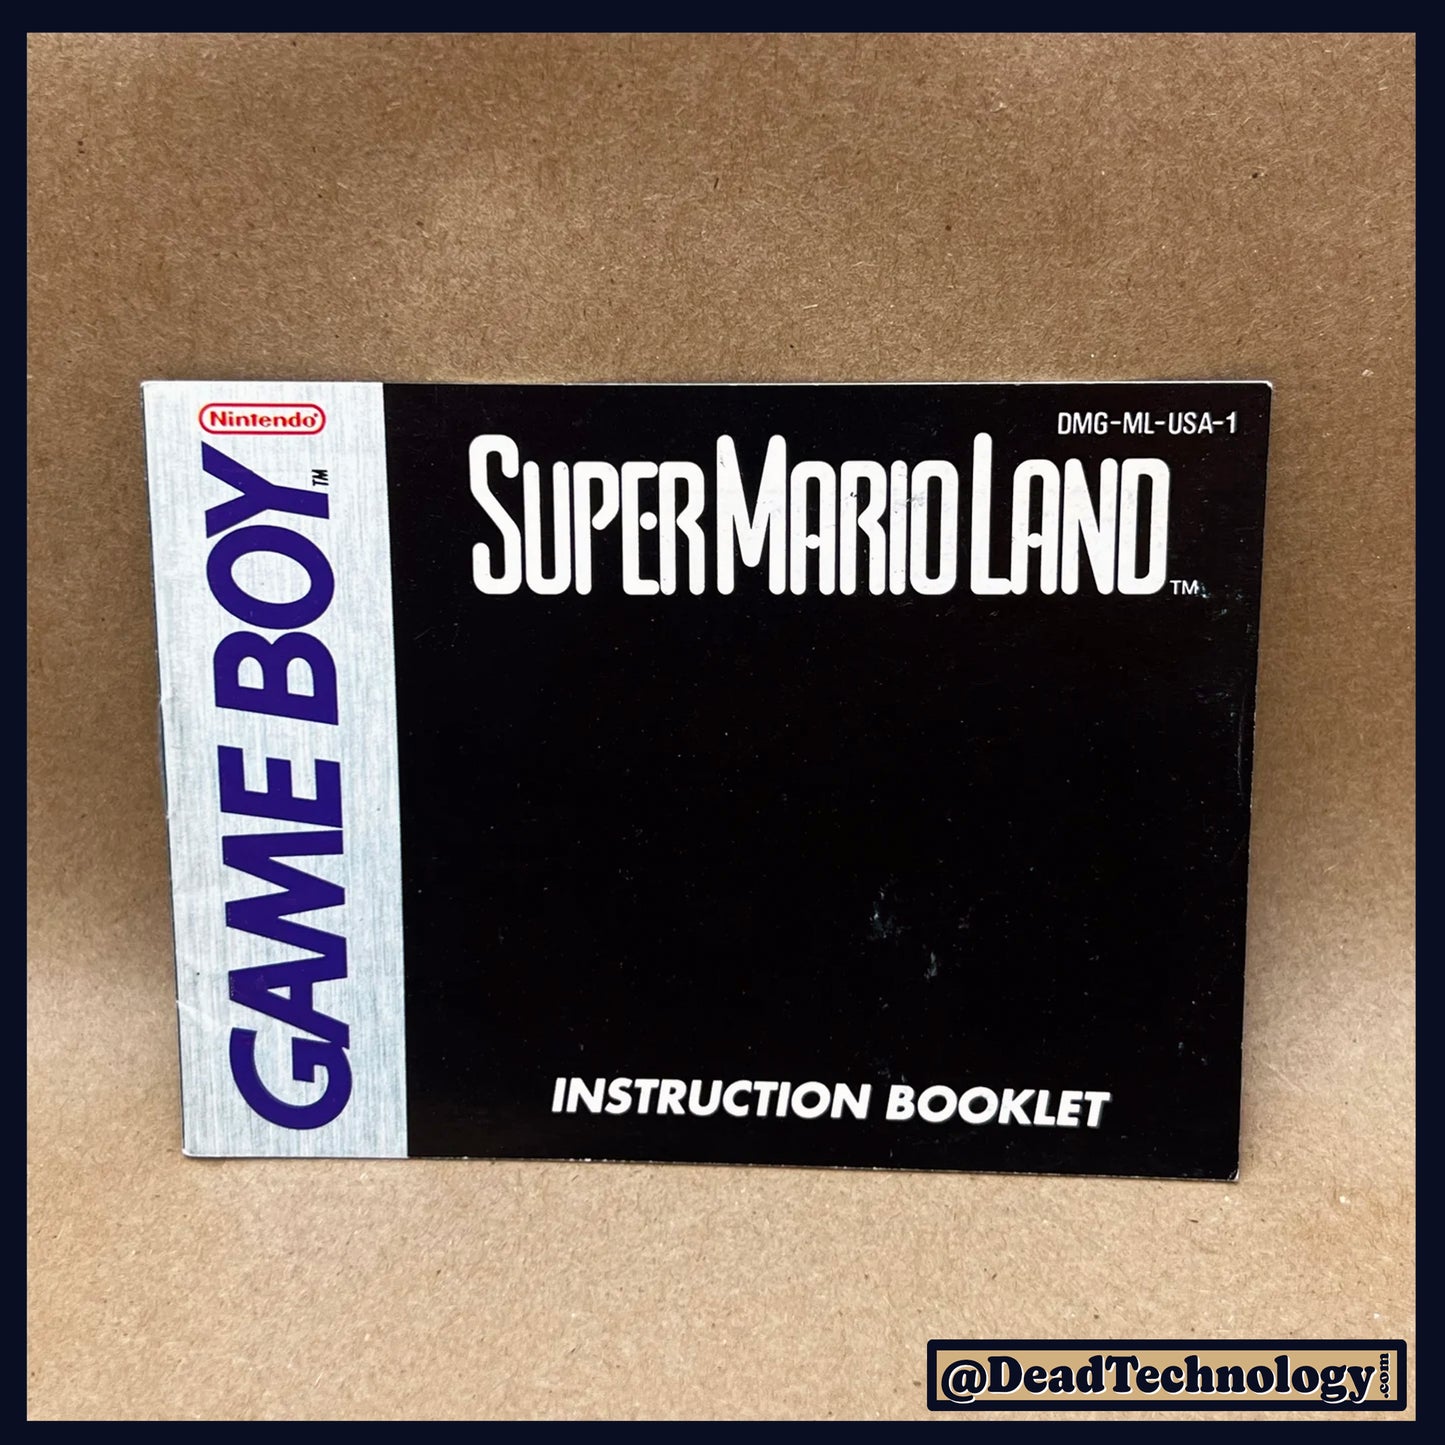 Nintendo®
GAME BOY™
DMG-ML-USA-1
SUPER MARIO LAND™
INSTRUCTION BOOKLET
@DeadTechnology.com